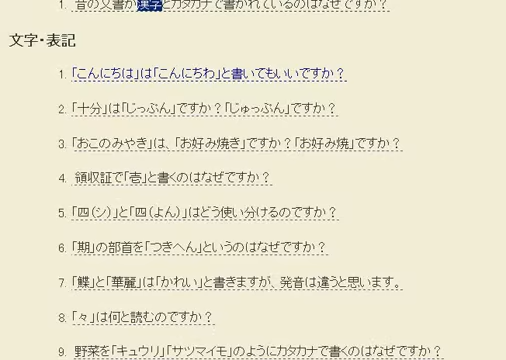 1. 昔の文書が漢字とカタカナで書かれているのはなぜですか？
文字・表記
1. 「こんにちは」は「こんにちわ」と書いてもいいですか？
2. 「十分」は「じっぷん」ですか？「じゅっぷん」ですか？
3. 「おこのみやき」は、「お好み焼き」ですか？「お好み焼」ですか？
4. 領収証で「壱」と書くのはなぜですか？
5. 「四（シ）」と「四（よん）」はどう使い分けるのですか？
6. 「期」の部首を「つきへん」というのはなぜですか？
7. 「鰈」と「華麗」は「かれい」と書きますが、発音は違うと思います。
8. 「々」は何と読むのですか？
9. 野菜を「キュウリ」「サツマイモ」のようにカタカナで書くのはなぜですか？